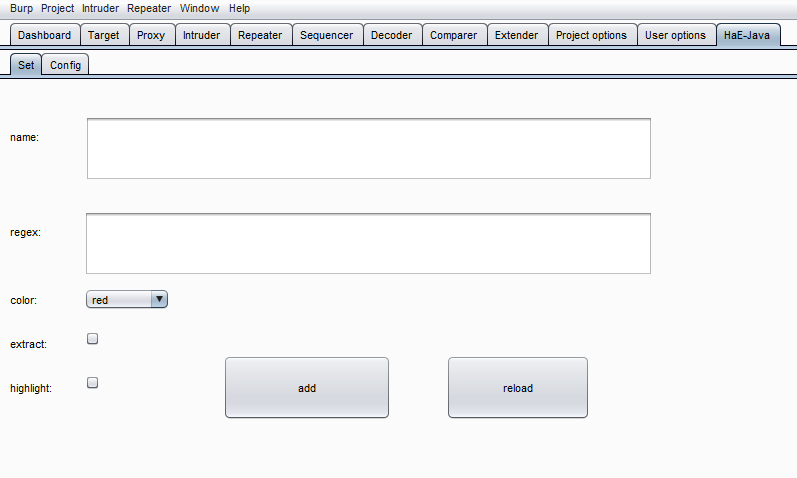 Burp Project Intruder Repeater Window Help
Dashboard Target Proxy Intruder Repeater Sequencer Decoder Comparer Extender Project options User options HaE-Java
Set Config
name:
regex:
color: red
extract:
highlight:
add reload